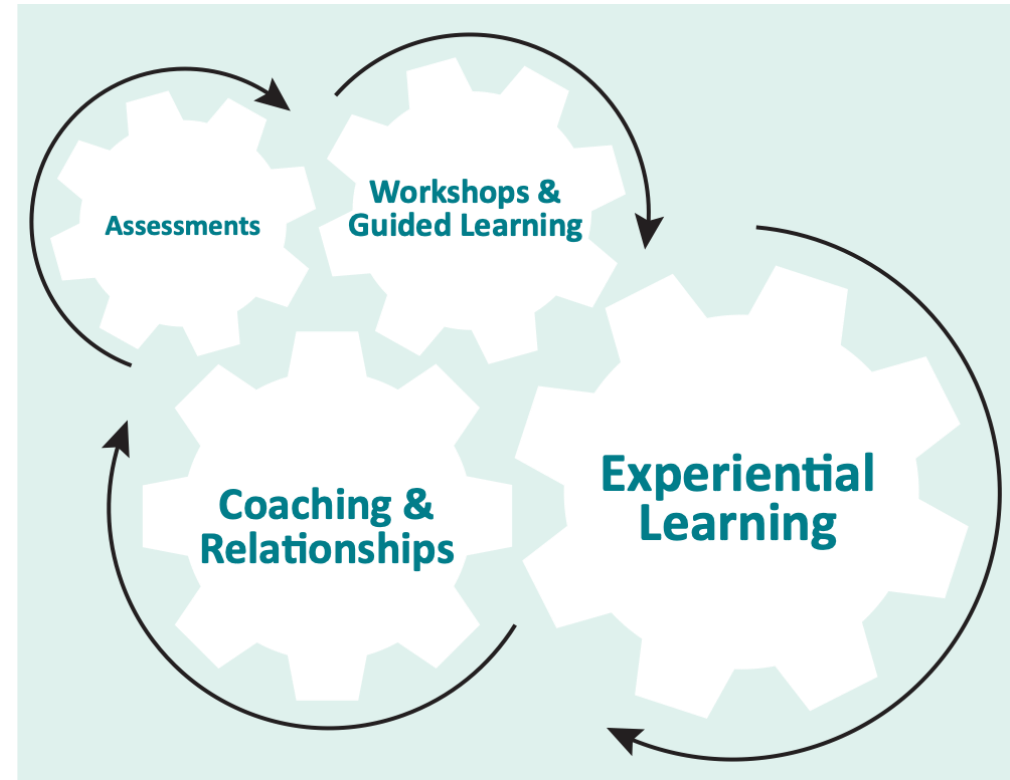 Assessments
Workshops &
Guided Learning
Experiential
Learning
Coaching &
Relationships